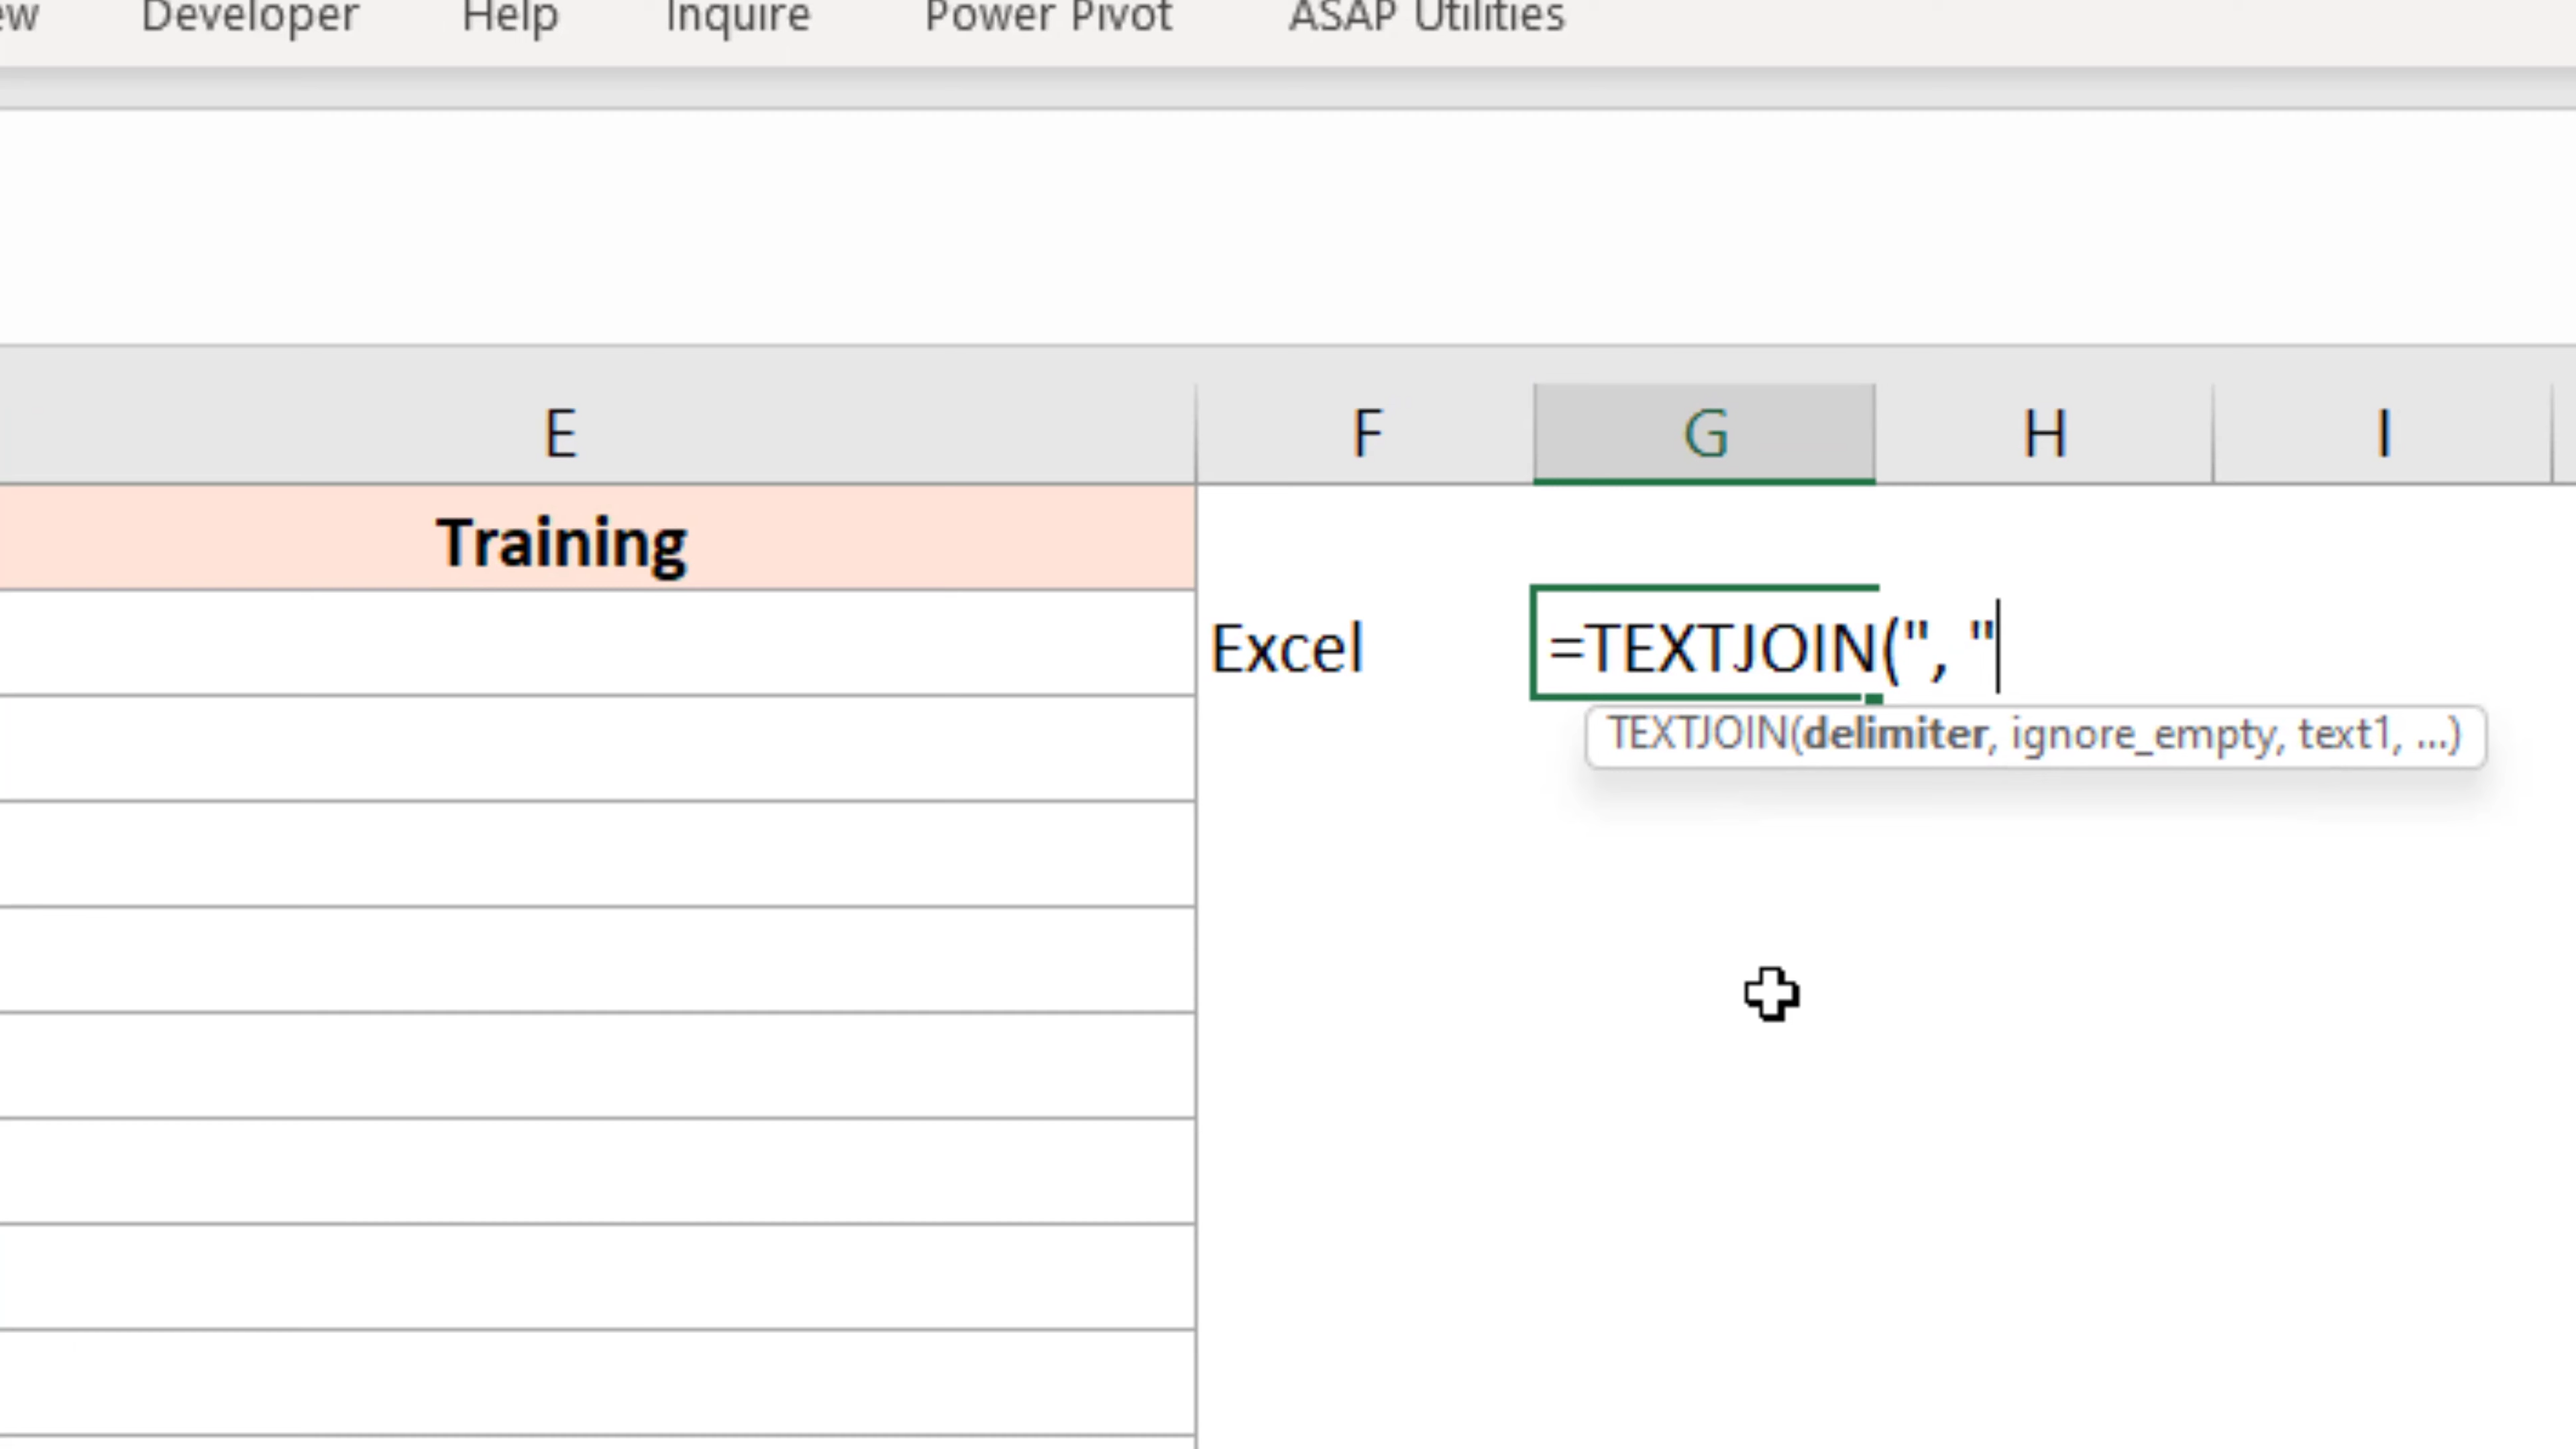 ew Developer Help Inquire Power Pivot ASAP Utilities
E F G H I
Training
Excel =TEXTJOIN(", "
TEXTJOIN(delimiter, ignore_empty, text1, ...)